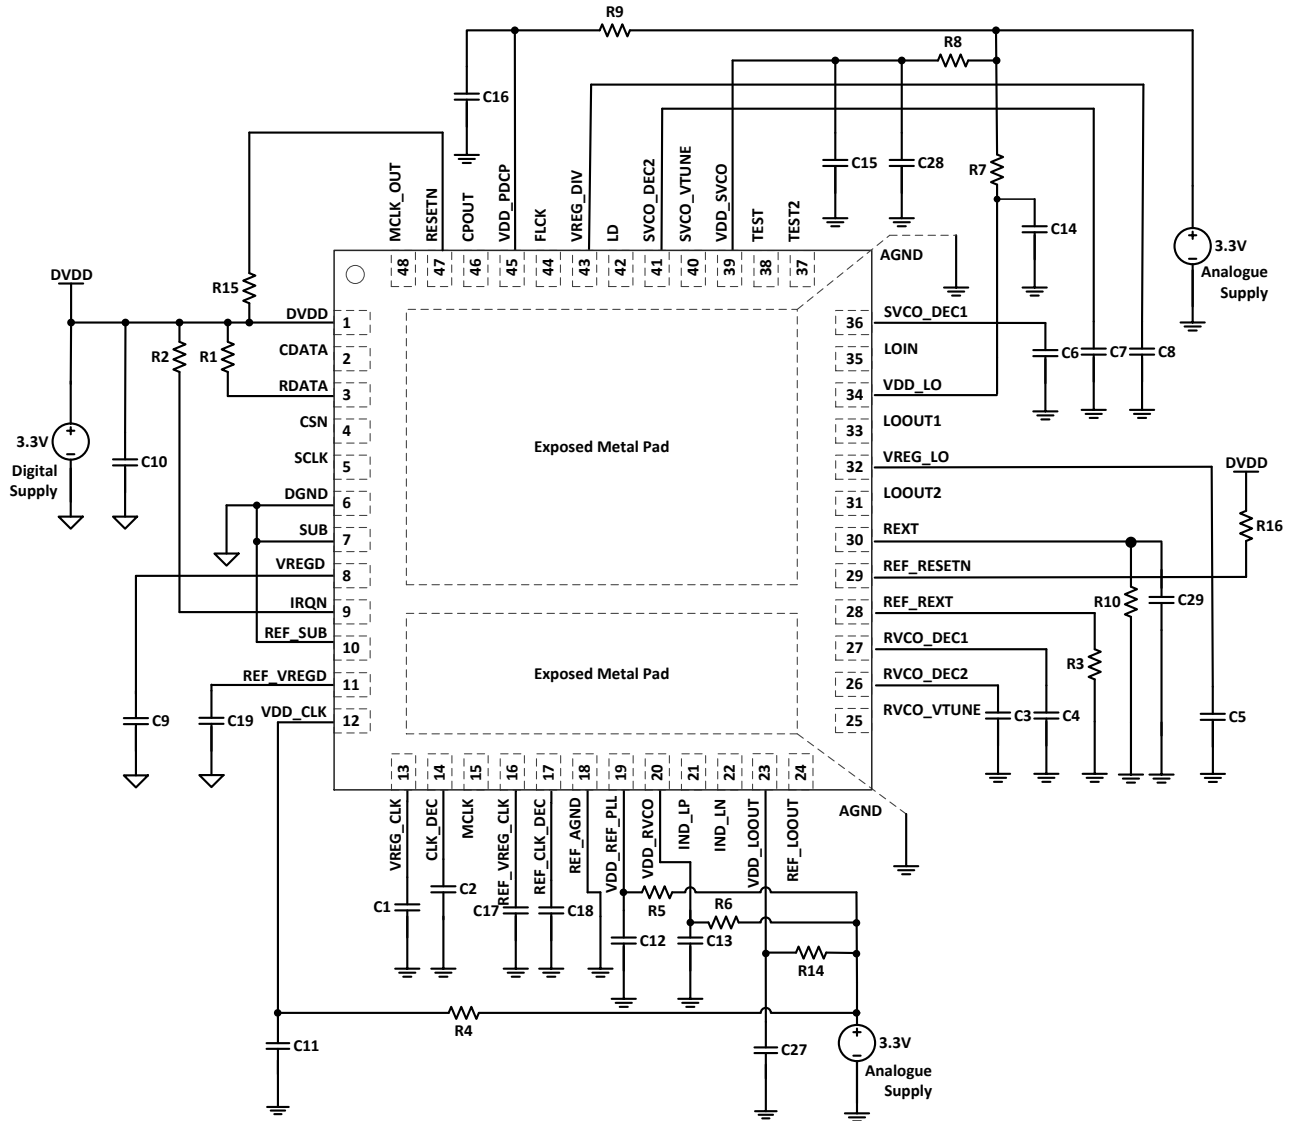 R9
R8
C16
C15
C28
R7
C14
3.3V
Analogue
Supply
MCLK_OUT
RESETN
CPOUT
VDD_PDCP
FLCK
VREG_DIV
LD
SVCO_DEC2
SVCO_VTUNE
VDD_SVCO
TEST
TEST2
AGND
48
47
46
45
44
43
42
41
40
39
38
37
DVDD
R15
R2
R1
3.3V
Digital
Supply
C10
DVDD
1
CDATA
2
RDATA
3
CSN
4
SCLK
5
DGND
6
SUB
7
VREGD
8
IRQN
9
REF_SUB
10
REF_VREGD
11
VDD_CLK
12
C9
C19
Exposed Metal Pad
Exposed Metal Pad
36
SVCO_DEC1
35
LOIN
34
VDD_LO
33
LOOUT1
32
VREG_LO
31
LOOUT2
30
REXT
29
REF_RESETN
28
REF_REXT
27
RVCO_DEC1
26
RVCO_DEC2
25
RVCO_VTUNE
C6
C7
C8
DVDD
R16
R10
C29
R3
C3
C4
C5
13
14
15
16
17
18
19
20
21
22
23
24
VREG_CLK
CLK_DEC
MCLK
REF_VREG_CLK
REF_CLK_DEC
REF_AGND
VDD_REF_PLL
VDD_RVCO
IND_LP
IND_LN
VDD_LOOUT
REF_LOOUT
AGND
C1
C2
C17
C18
R5
R6
C12
C13
R14
R4
C11
C27
3.3V
Analogue
Supply